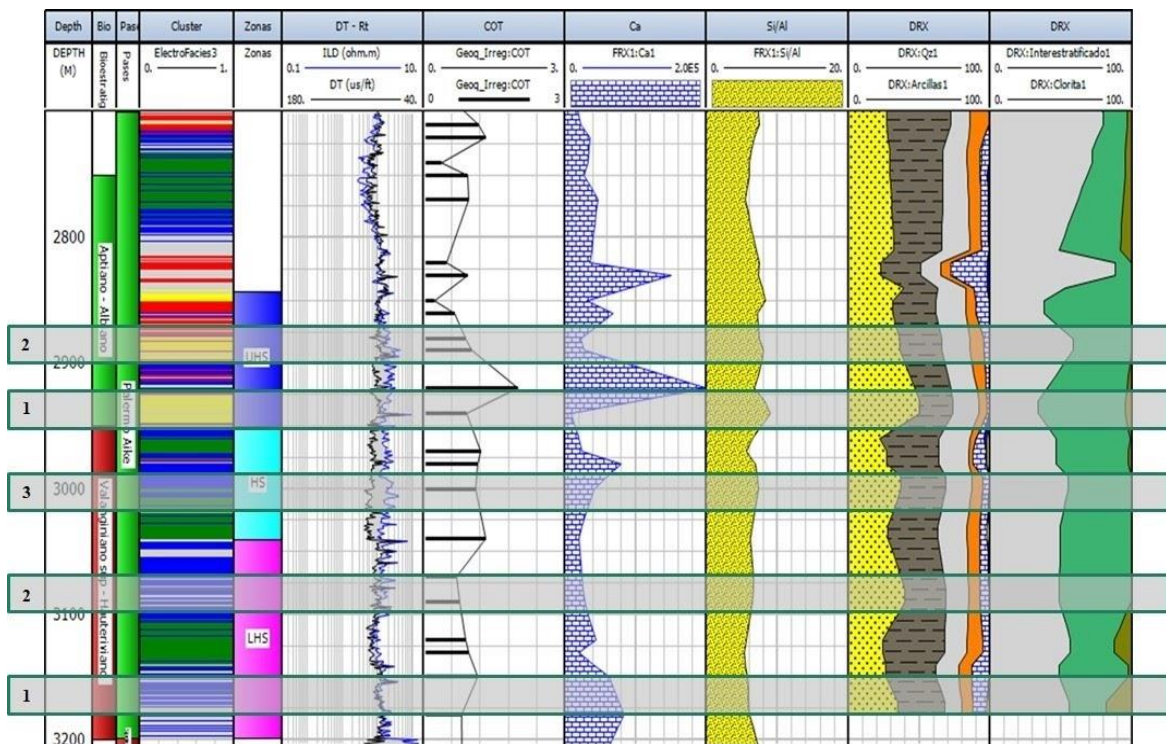 Depth Bio Pase Cluster Zonas DT - Rt COT Ca Si/Al DRX DRX
DEPTH (M) Bioestratig Pases ElectroFacies3 Zonas ILD (ohm.m) Geoq_Irreg:COT FRX1:Ca1 FRX1:Si/Al DRX:Qz1 DRX:Interestratificado1
0. 1. 0.1 10. 0. 3. 0. 2.0E5 0. 20. 0. 100. 0. 100.
DT (us/ft) Geoq_Irreg:COT DRX:Arcillas1 DRX:Clorita1
180. 40. 0 3 0. 100. 0. 100.
2800
Aptiano - Albiano
2
2900
UHS
Palermo Aike
1
3
3000
HS
Valanginiano sup - Hauteriviano
2
3100
LHS
1
3200